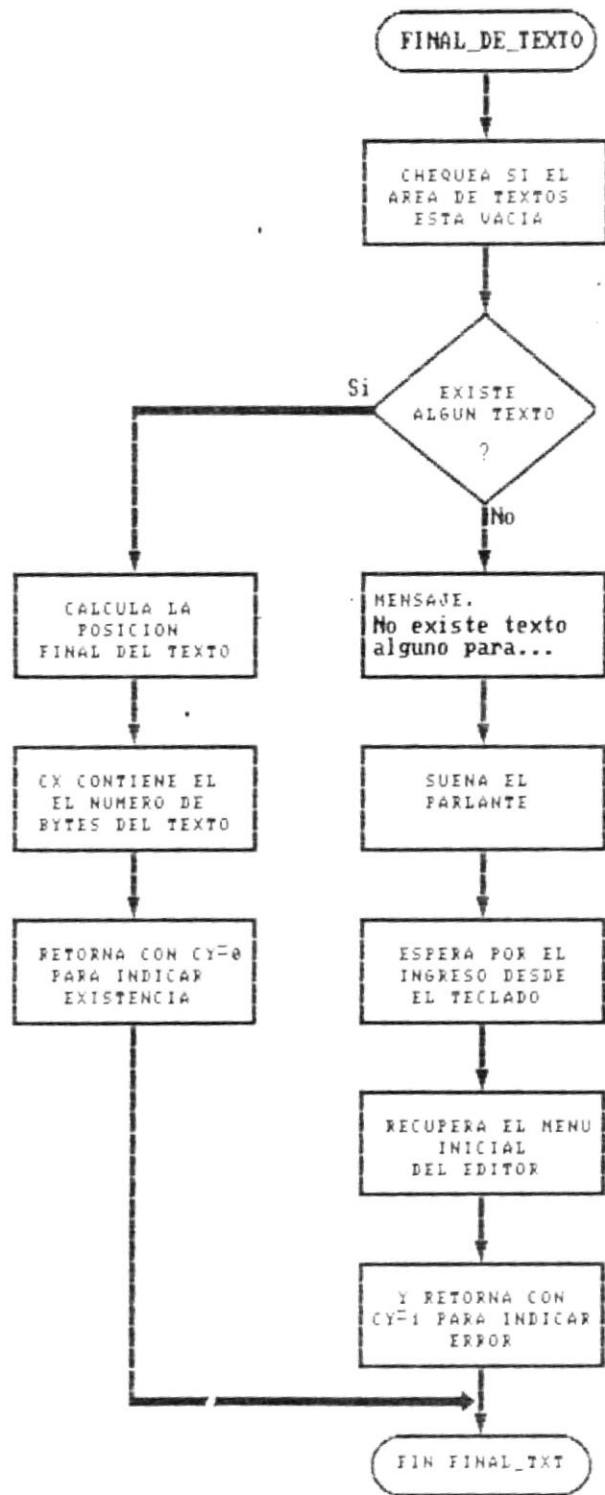 FINAL_DE_TEXTO
CHEQUEA SI EL
AREA DE TEXTOS
ESTA VACIA
Si
EXISTE
ALGUN TEXTO
?
No
CALCULA LA
POSICION
FINAL DEL TEXTO
MENSAJE.
No existe texto
alguno para...
CX CONTIENE EL
EL NUMERO DE
BYTES DEL TEXTO
SUENA EL
PARLANTE
RETORNA CON CY=0
PARA INDICAR
EXISTENCIA
ESPERA POR EL
INGRESO DESDE
EL TECLADO
RECUPERA EL MENU
INICIAL
DEL EDITOR
Y RETORNA CON
CY=1 PARA INDICAR
ERROR
FIN FINAL_TXT